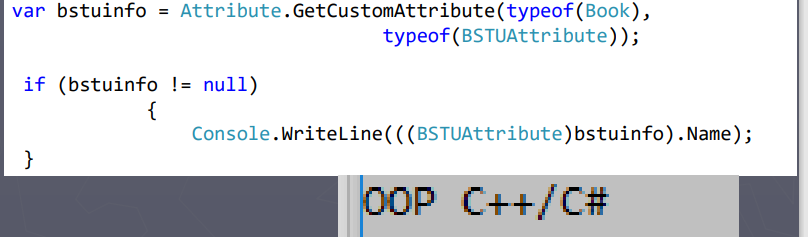 var bstuinfo = Attribute.GetCustomAttribute(typeof(Book),
typeof(BSTUAttribute));
if (bstuinfo != null)
{
Console.WriteLine(((BSTUAttribute)bstuinfo).Name);
}
OOP C++/C#